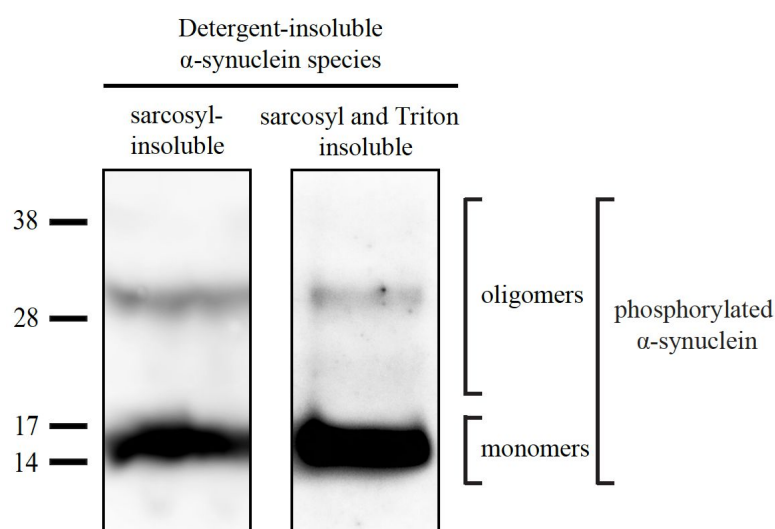 Detergent-insoluble
α-synuclein species
sarcosyl-
insoluble
sarcosyl and Triton
insoluble
38
28
17
14
oligomers
monomers
phosphorylated
α-synuclein